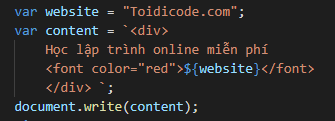 var website = "Toidicode.com";
var content = `<div>
Học lập trình online miễn phí
<font color="red">${website}</font>
</div> `;
document.write(content);